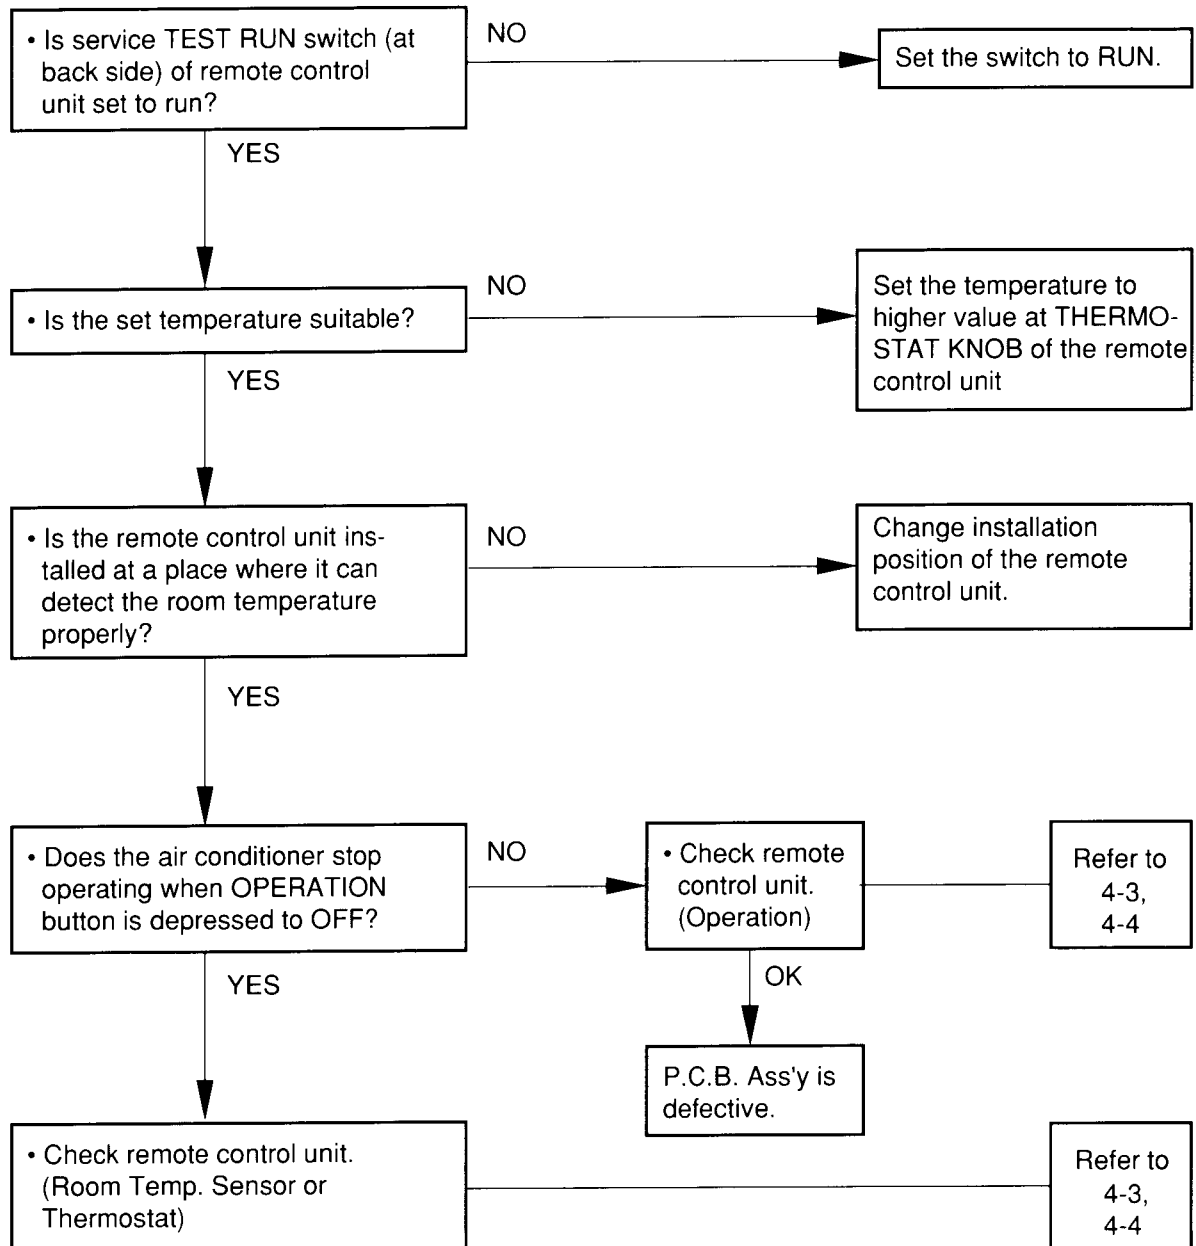 • Is service TEST RUN switch (at
back side) of remote control
unit set to run?
NO
Set the switch to RUN.
YES
• Is the set temperature suitable?
NO
Set the temperature to
higher value at THERMO-
STAT KNOB of the remote
control unit
YES
• Is the remote control unit ins-
talled at a place where it can
detect the room temperature
properly?
NO
Change installation
position of the remote
control unit.
YES
• Does the air conditioner stop
operating when OPERATION
button is depressed to OFF?
NO
• Check remote
control unit.
(Operation)
Refer to
4-3,
4-4
YES
OK
P.C.B. Ass'y is
defective.
• Check remote control unit.
(Room Temp. Sensor or
Thermostat)
Refer to
4-3,
4-4